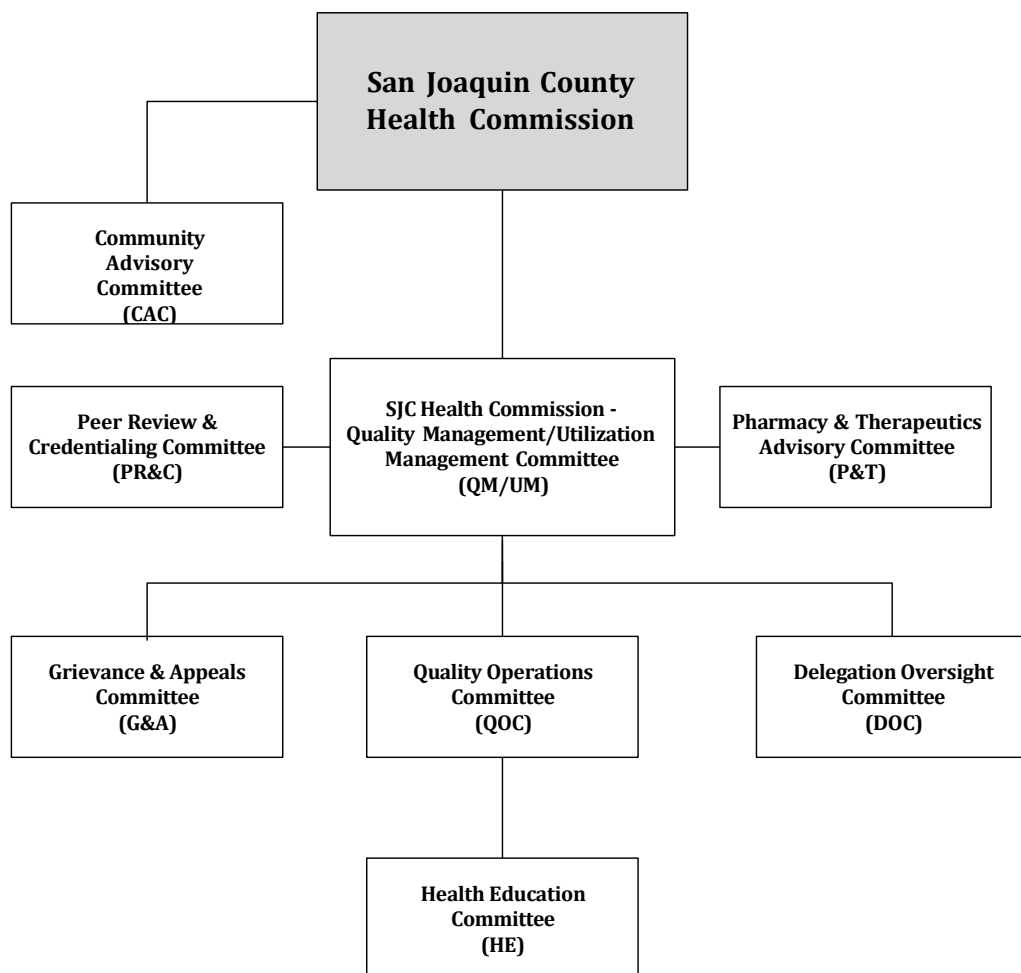 San Joaquin County
Health Commission
Community
Advisory
Committee
(CAC)
Peer Review &
Credentialing Committee
(PR&C)
SJC Health Commission -
Quality Management/Utilization
Management Committee
(QM/UM)
Pharmacy & Therapeutics
Advisory Committee
(P&T)
Grievance & Appeals
Committee
(G&A)
Quality Operations
Committee
(QOC)
Delegation Oversight
Committee
(DOC)
Health Education
Committee
(HE)